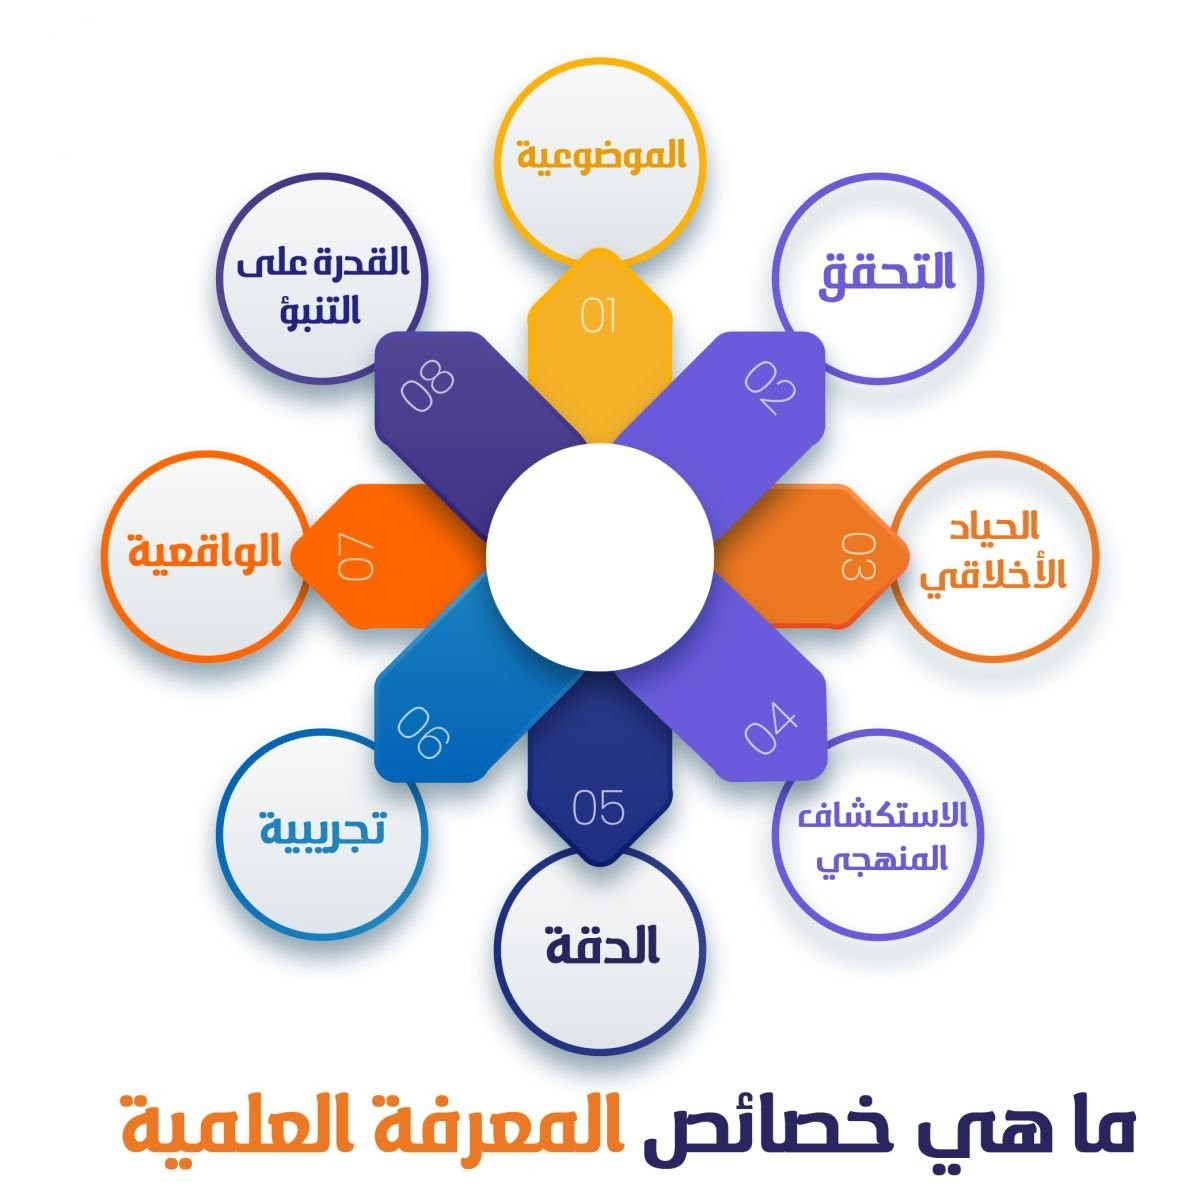 الموضوعية
01
التحقق
02
الحياد
الأخلاقي
03
الاستكشاف
المنهجي
04
الدقة
05
تجريبية
06
الواقعية
07
القدرة على
التنبؤ
08
ما هي خصائص المعرفة العلمية